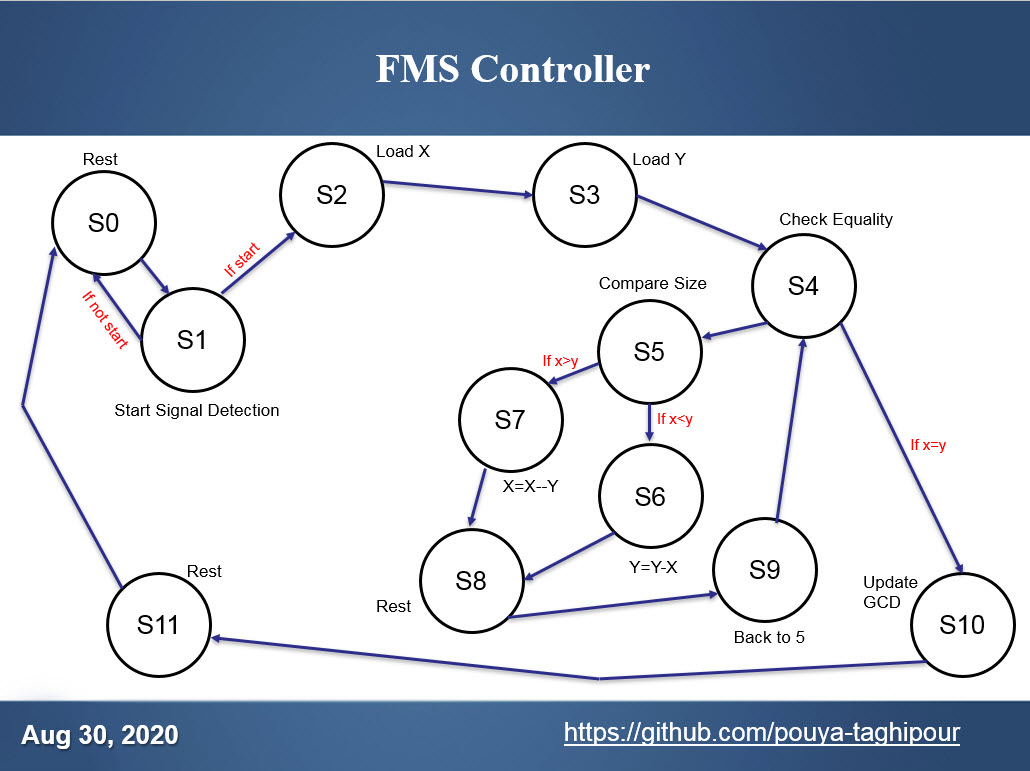 FMS Controller
Rest
S0
If not start
S1
Start Signal Detection
If start
S2
Load X
S3
Load Y
Check Equality
S4
Compare Size
S5
If x>y
If x<y
S7
X=X--Y
S6
Y=Y-X
If x=y
S8
Rest
S9
Back to 5
Update
GCD
S10
Rest
S11
Aug 30, 2020
https://github.com/pouya-taghipour